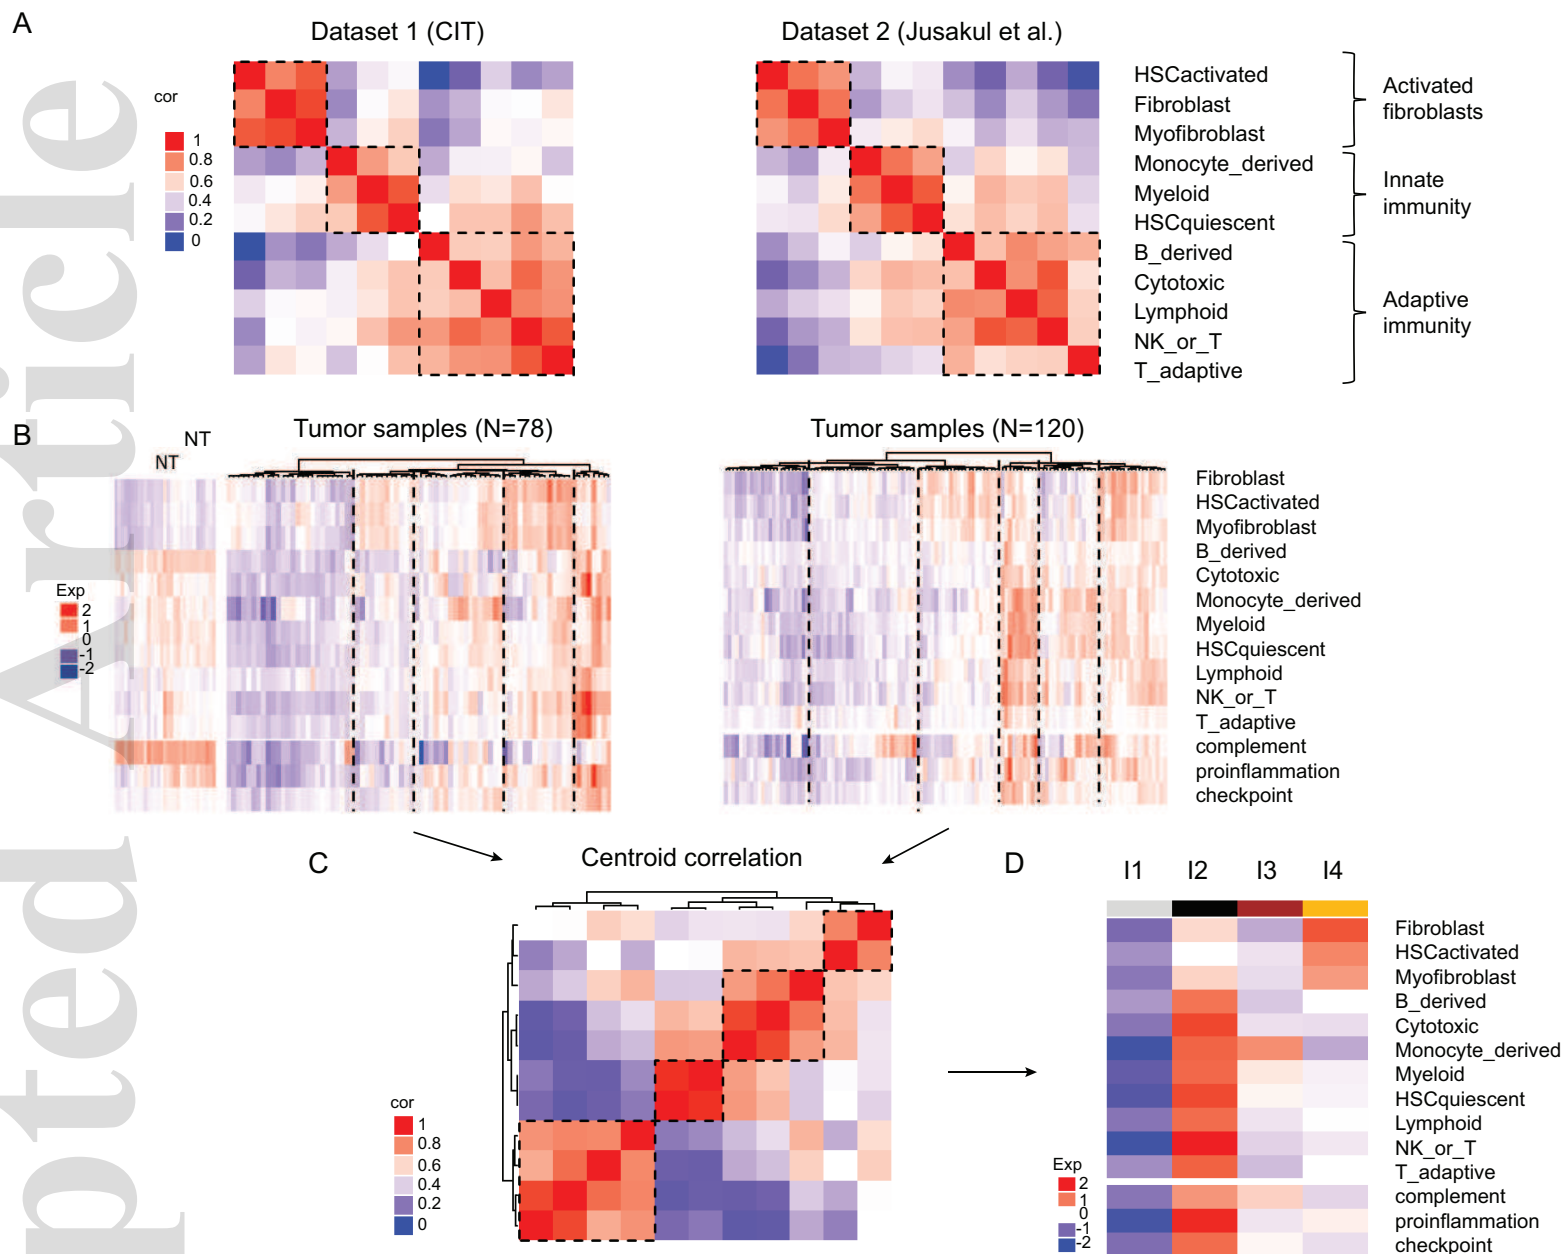 A
Dataset 1 (CIT)
Dataset 2 (Jusakul et al.)
cor
1
0.8
0.6
0.4
0.2
0
HSCactivated
Fibroblast
Myofibroblast
Monocyte_derived
Myeloid
HSCquiescent
B_derived
Cytotoxic
Lymphoid
NK_or_T
T_adaptive
Activated
fibroblasts
Innate
immunity
Adaptive
immunity
B
NT
NT
Tumor samples (N=78)
Tumor samples (N=120)
Exp
2
1
0
-1
-2
Fibroblast
HSCactivated
Myofibroblast
B_derived
Cytotoxic
Monocyte_derived
Myeloid
HSCquiescent
Lymphoid
NK_or_T
T_adaptive
complement
proinflammation
checkpoint
C
Centroid correlation
cor
1
0.8
0.6
0.4
0.2
0
D
I1 I2 I3 I4
Fibroblast
HSCactivated
Myofibroblast
B_derived
Cytotoxic
Monocyte_derived
Myeloid
HSCquiescent
Lymphoid
NK_or_T
T_adaptive
complement
proinflammation
checkpoint
Exp
2
1
0
-1
-2
pted Article